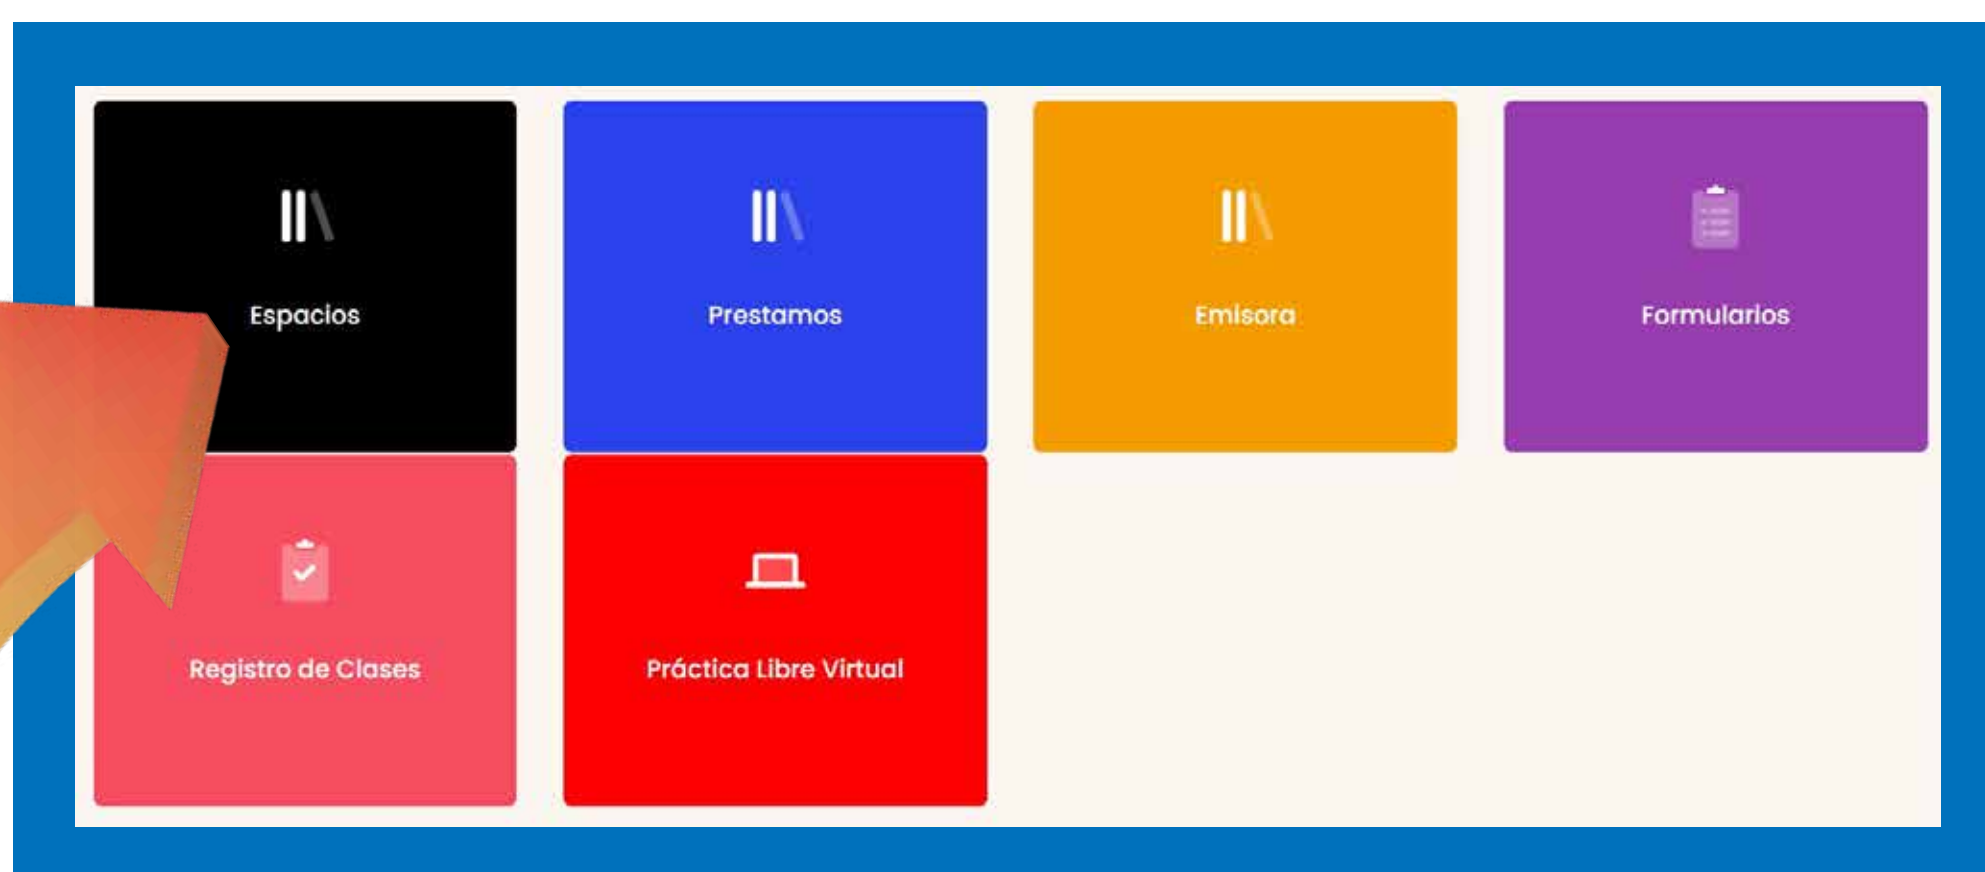 Espacios
Prestamos
Emisora
Formularios
Registro de Clases
Práctica Libre Virtual